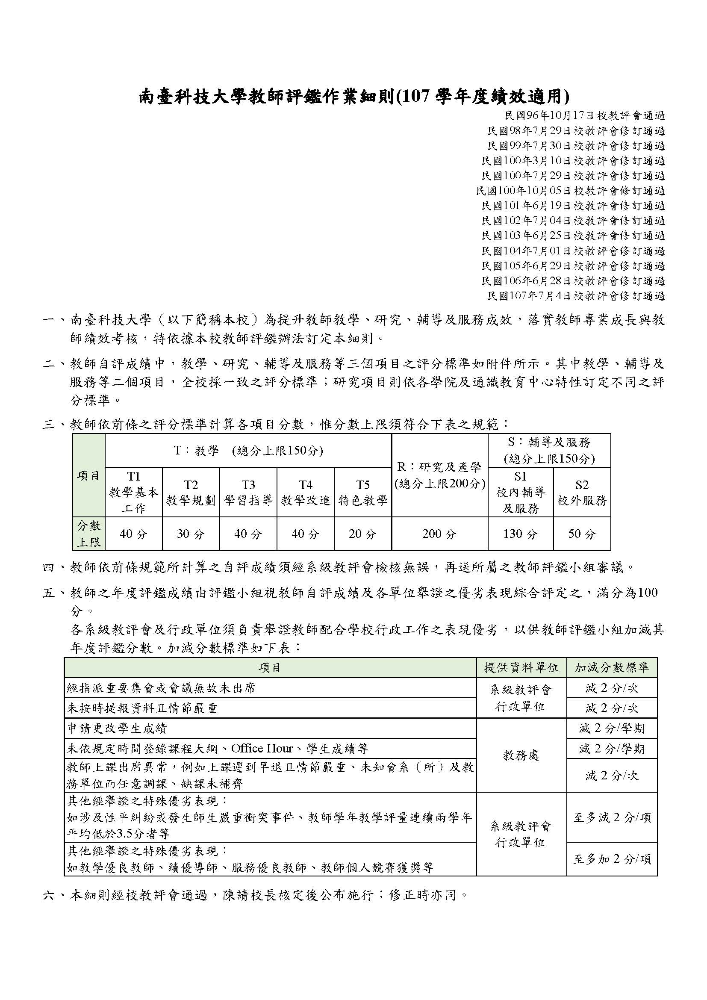 南臺科技大學教師評鑑作業細則(107 學年度績效適用)
民國96年10月17日校教評會通過
民國98年7月29日校教評會修訂通過
民國99年7月30日校教評會修訂通過
民國100年3月10日校教評會修訂通過
民國100年7月29日校教評會修訂通過
民國100年10月05日校教評會修訂通過
民國101年6月19日校教評會修訂通過
民國102年7月04日校教評會修訂通過
民國103年6月25日校教評會修訂通過
民國104年7月01日校教評會修訂通過
民國105年6月29日校教評會修訂通過
民國106年6月28日校教評會修訂通過
民國107年7月4日校教評會修訂通過
一、南臺科技大學（以下簡稱本校）為提升教師教學、研究、輔導及服務成效，落實教師專業成長與教
師績效考核，特依據本校教師評鑑辦法訂定本細則。
二、教師自評成績中，教學、研究、輔導及服務等三個項目之評分標準如附件所示。其中教學、輔導及
服務等二個項目，全校採一致之評分標準；研究項目則依各學院及通識教育中心特性訂定不同之評
分標準。
三、教師依前條之評分標準計算各項目分數，惟分數上限須符合下表之規範：
項目
T：教學 (總分上限150分)
R：研究及產學
(總分上限200分)
S：輔導及服務
(總分上限150分)
T1
教學基本
工作
T2
教學規劃
T3
學習指導
T4
教學改進
T5
特色教學
S1
校內輔導
及服務
S2
校外服務
分數
上限
40 分
30 分
40 分
40 分
20 分
200 分
130 分
50 分
四、教師依前條規範所計算之自評成績須經系級教評會檢核無誤，再送所屬之教師評鑑小組審議。
五、教師之年度評鑑成績由評鑑小組視教師自評成績及各單位舉證之優劣表現綜合評定之，滿分為100
分。
各系級教評會及行政單位須負責舉證教師配合學校行政工作之表現優劣，以供教師評鑑小組加減其
年度評鑑分數。加減分數標準如下表：
項目
提供資料單位
加減分數標準
經指派重要集會或會議無故未出席
系級教評會
行政單位
減 2 分/次
未按時提報資料且情節嚴重
減 2 分/次
申請更改學生成績
教務處
減 2 分/學期
未依規定時間登錄課程大綱、Office Hour、學生成績等
減 2 分/學期
教師上課出席異常，例如上課遲到早退且情節嚴重、未知會系（所）及教
務單位而任意調課、缺課未補齊
減 2 分/次
其他經舉證之特殊優劣表現：
如涉及性平糾紛或發生師生嚴重衝突事件、教師學年教學評量連續兩學年
平均低於3.5分者等
系級教評會
行政單位
至多減 2 分/項
其他經舉證之特殊優劣表現：
如教學優良教師、績優導師、服務優良教師、教師個人競賽獲獎等
至多加 2 分/項
六、本細則經校教評會通過，陳請校長核定後公布施行；修正時亦同。